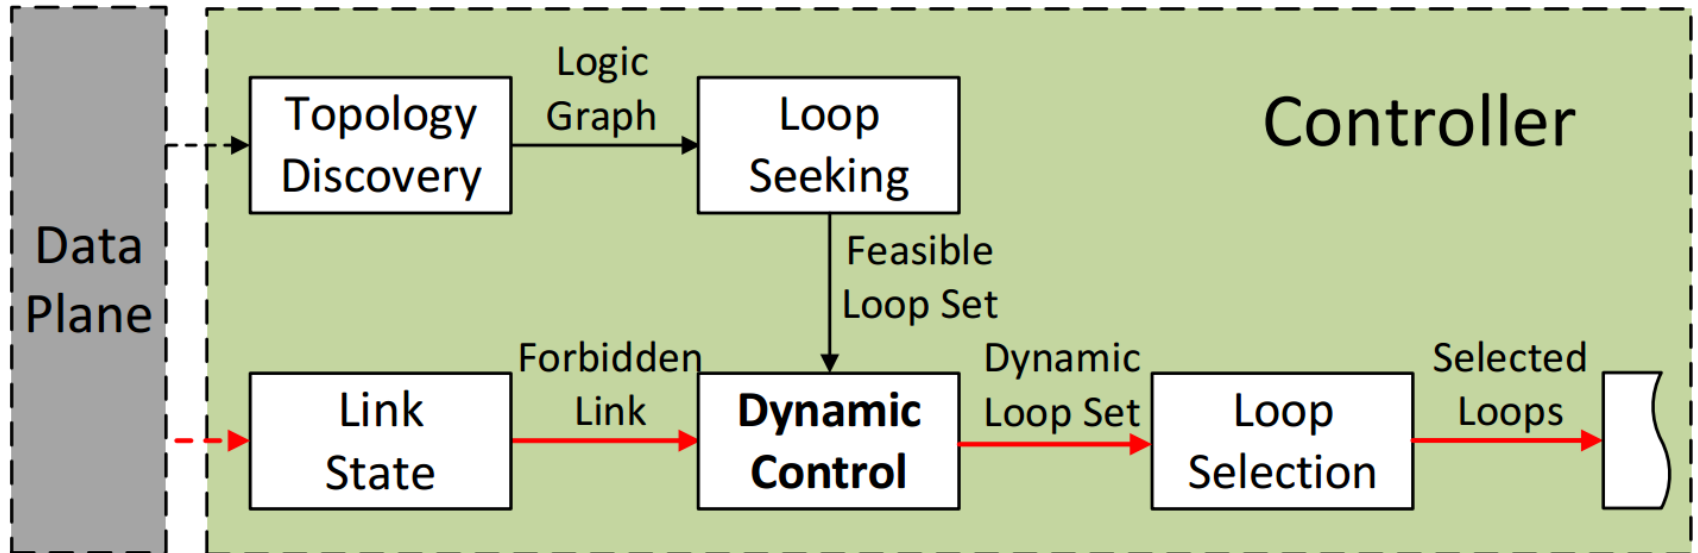 Data
Plane
Topology
Discovery
Logic
Graph
Loop
Seeking
Controller
Feasible
Loop Set
Link
State
Forbidden
Link
Dynamic
Control
Dynamic
Loop Set
Loop
Selection
Selected
Loops